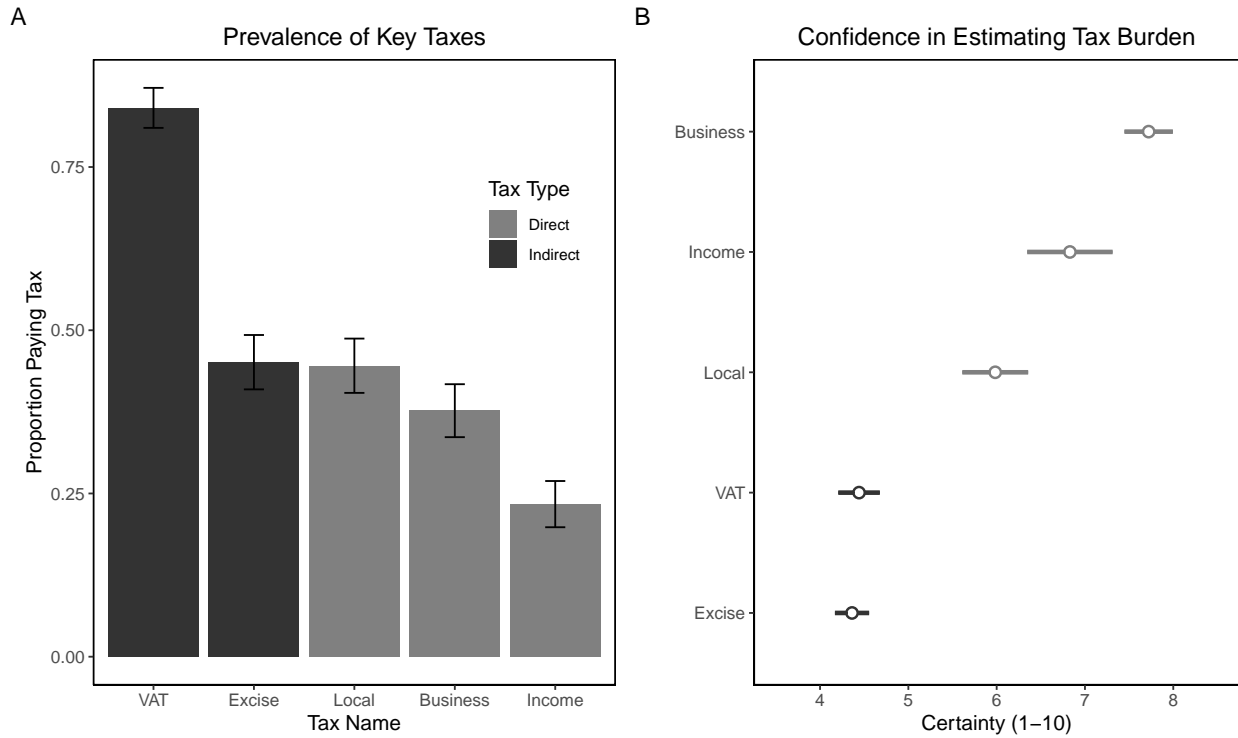 A
Prevalence of Key Taxes
0.75
0.50
0.25
0.00
Proportion Paying Tax
Tax Type
Direct
Indirect
VAT Excise Local Business Income
Tax Name
B
Confidence in Estimating Tax Burden
Business
Income
Local
VAT
Excise
4 5 6 7 8
Certainty (1–10)